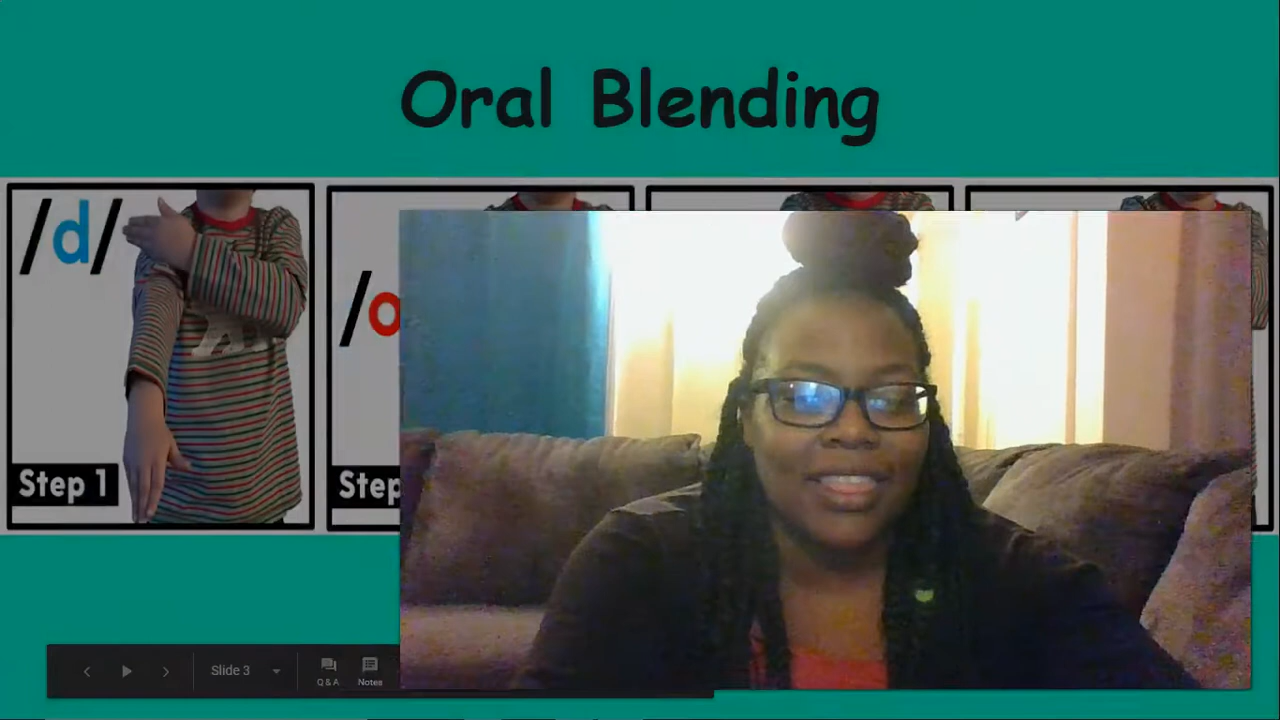 Oral Blending
/d/
/o
Step 1
Step
Slide 3
Q & A
Notes